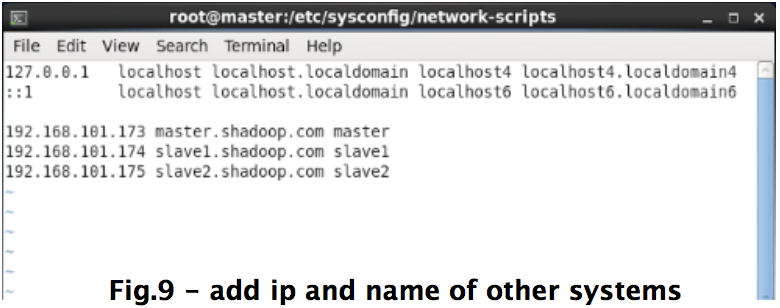 root@master:/etc/sysconfig/network-scripts
File Edit View Search Terminal Help
127.0.0.1 localhost localhost.localdomain localhost4 localhost4.localdomain4
::1 localhost localhost.localdomain localhost6 localhost6.localdomain6
192.168.101.173 master.shadoop.com master
192.168.101.174 slave1.shadoop.com slave1
192.168.101.175 slave2.shadoop.com slave2
~
~
~
~
~
~
Fig.9 - add ip and name of other systems